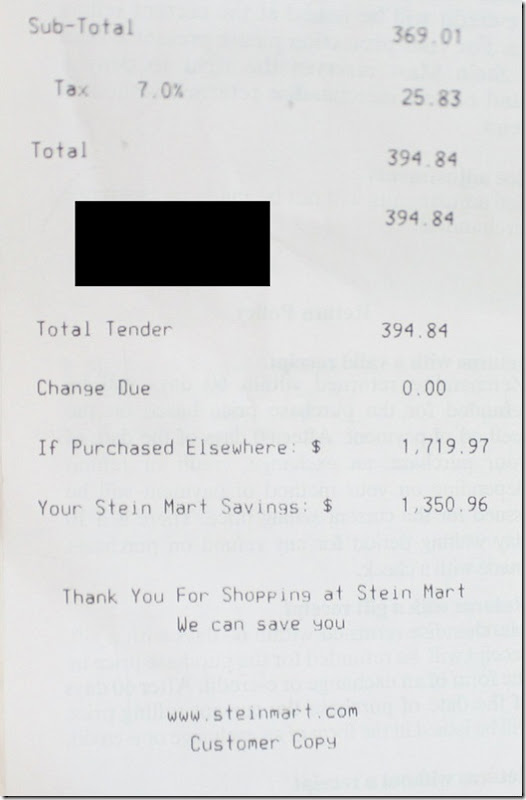 Sub-Total 369.01
Tax 7.0% 25.83
Total 394.84
394.84
Total Tender 394.84
Change Due 0.00
If Purchased Elsewhere: $ 1,719.97
Your Stein Mart Savings: $ 1,350.96
Thank You For Shopping at Stein Mart
We can save you
www.steinmart.com
Customer Copy